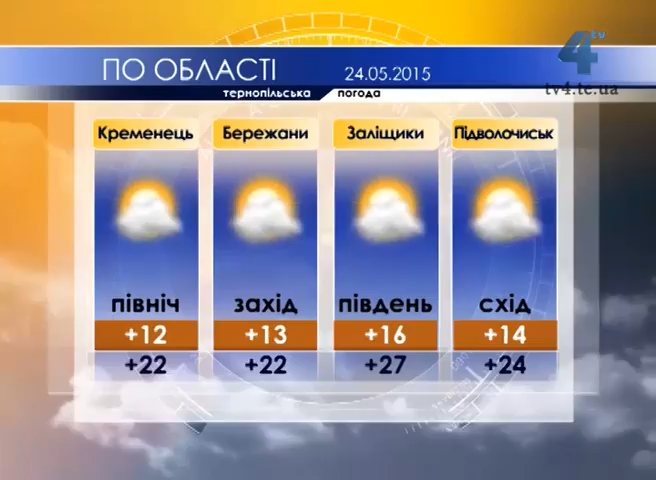 4 tv
ПО ОБЛАСТІ 24.05.2015
tv4.te.ua
тернопільська погода
Кременець Бережани Заліщики Підволочиськ
північ захід південь схід
+12 +13 +16 +14
+22 +22 +27 +24